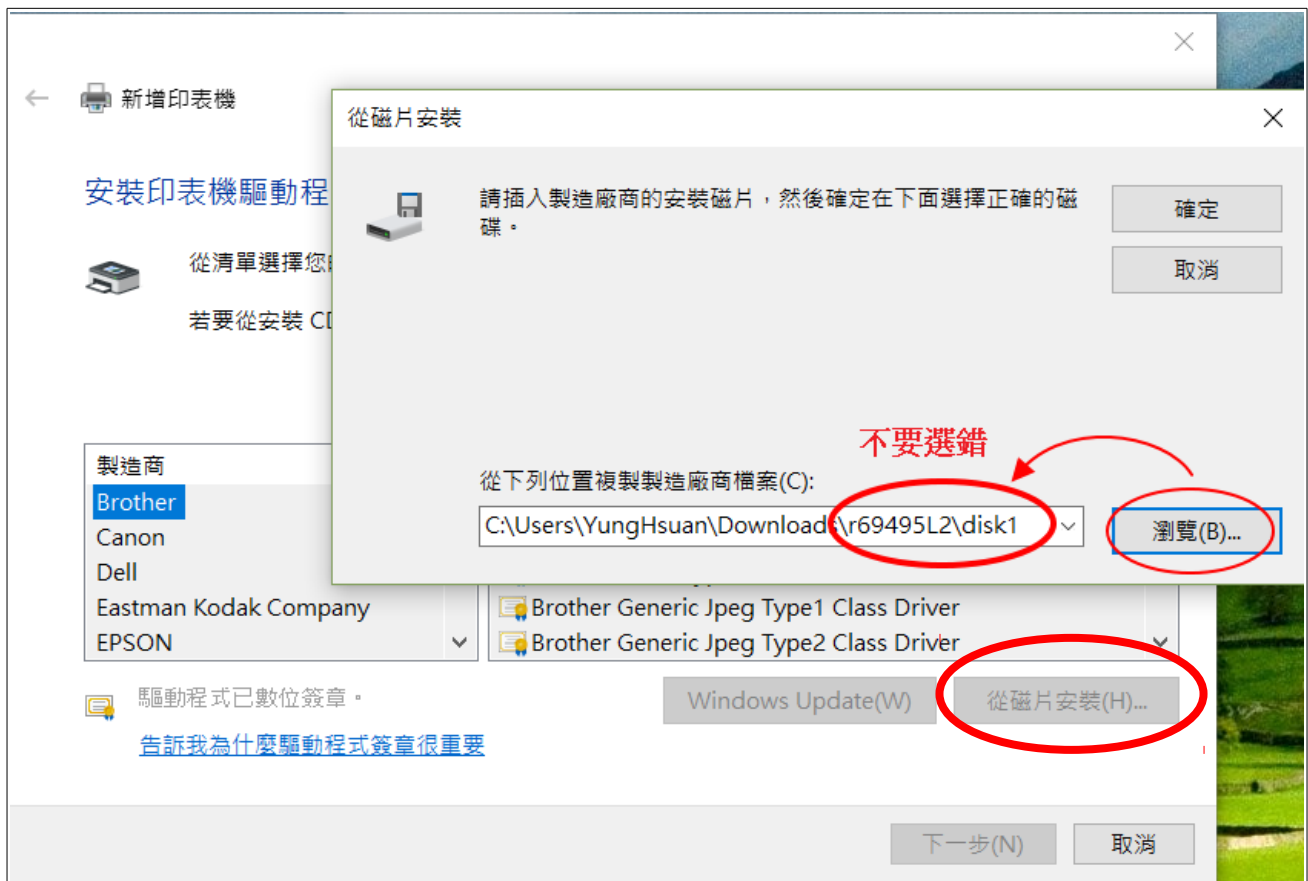 新增印表機
從磁片安裝
安裝印表機驅動程
請插入製造廠商的安裝磁片,然後確定在下面選擇正確的磁
碟。
確定
取消
從清單選擇您
若要從安裝 CD
不要選錯
從下列位置複製製造廠商檔案(C):
C:\Users\YungHsuan\Downloads\r69495L2\disk1
瀏覽(B)...
製造商
Brother
Canon
Dell
Eastman Kodak Company
EPSON
Brother Generic Jpeg Type1 Class Driver
Brother Generic Jpeg Type2 Class Driver
驅動程式已數位簽章。
Windows Update(W)
從磁片安裝(H)...
告訴我為什麼驅動程式簽章很重要
下一步(N)
取消